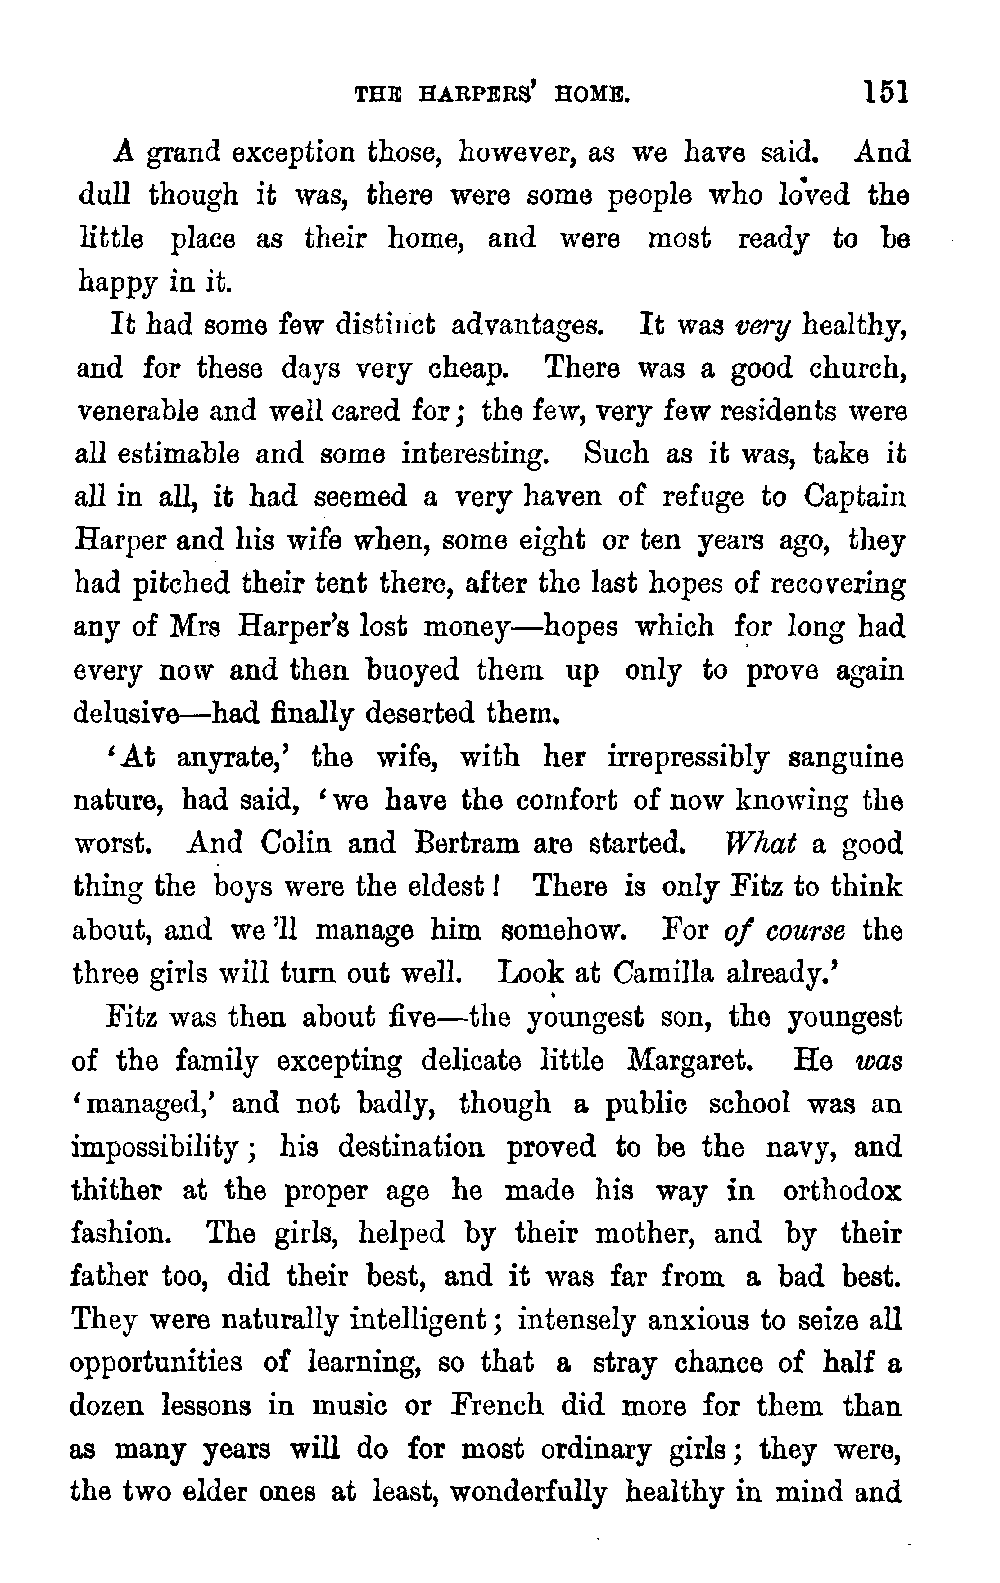 THE HARPERS' HOME. 151
A grand exception those, however, as we have said. And
dull though it was, there were some people who loved the
little place as their home, and were most ready to be
happy in it.
It had some few distinct advantages. It was very healthy,
and for these days very cheap. There was a good church,
venerable and well cared for; the few, very few residents were
all estimable and some interesting. Such as it was, take it
all in all, it had seemed a very haven of refuge to Captain
Harper and his wife when, some eight or ten years ago, they
had pitched their tent there, after the last hopes of recovering
any of Mrs Harper's lost money—hopes which for long had
every now and then buoyed them up only to prove again
delusive—had finally deserted them.
'At anyrate,' the wife, with her irrepressibly sanguine
nature, had said, 'we have the comfort of now knowing the
worst. And Colin and Bertram are started. What a good
thing the boys were the eldest! There is only Fitz to think
about, and we'll manage him somehow. For of course the
three girls will turn out well. Look at Camilla already.'
Fitz was then about five—the youngest son, the youngest
of the family excepting delicate little Margaret. He was
'managed,' and not badly, though a public school was an
impossibility; his destination proved to be the navy, and
thither at the proper age he made his way in orthodox
fashion. The girls, helped by their mother, and by their
father too, did their best, and it was far from a bad best.
They were naturally intelligent; intensely anxious to seize all
opportunities of learning, so that a stray chance of half a
dozen lessons in music or French did more for them than
as many years will do for most ordinary girls; they were,
the two elder ones at least, wonderfully healthy in mind and